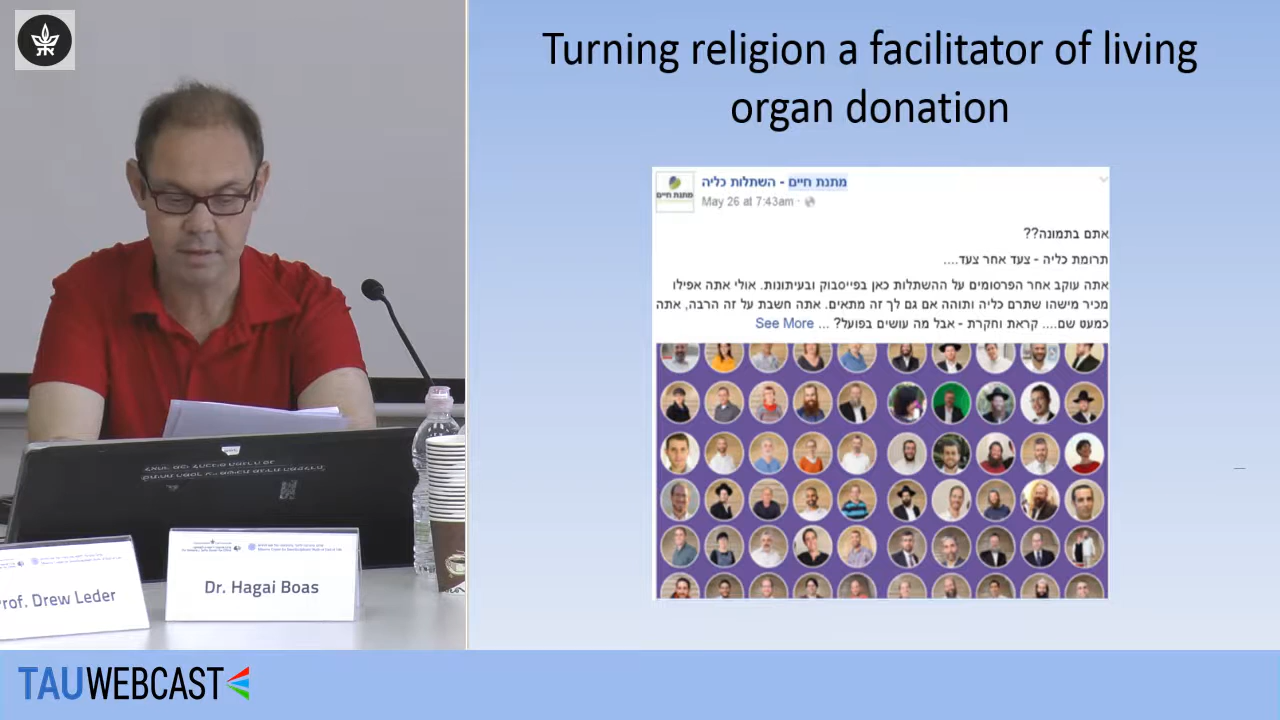 Turning religion a facilitator of living
organ donation
מתנת חיים - השתלות כליה
מתנת חיים
May 26 at 7:43am ·
אתם בתמונה??
תרומת כליה - צעד אחר צעד....
אתה עוקב אחר הפרסומים על ההשתלות כאן בפייסבוק ובעיתונות. אולי אתה אפילו
מכיר מישהו שתרם כליה ותוהה אם גם לך זה מתאים. אתה חשבת על זה הרבה, אתה
כמעט שם.... קראת וחקרת - אבל מה עושים בפועל? ... See More
Prof. Drew Leder
Dr. Hagai Boas
TAUWEBCAST